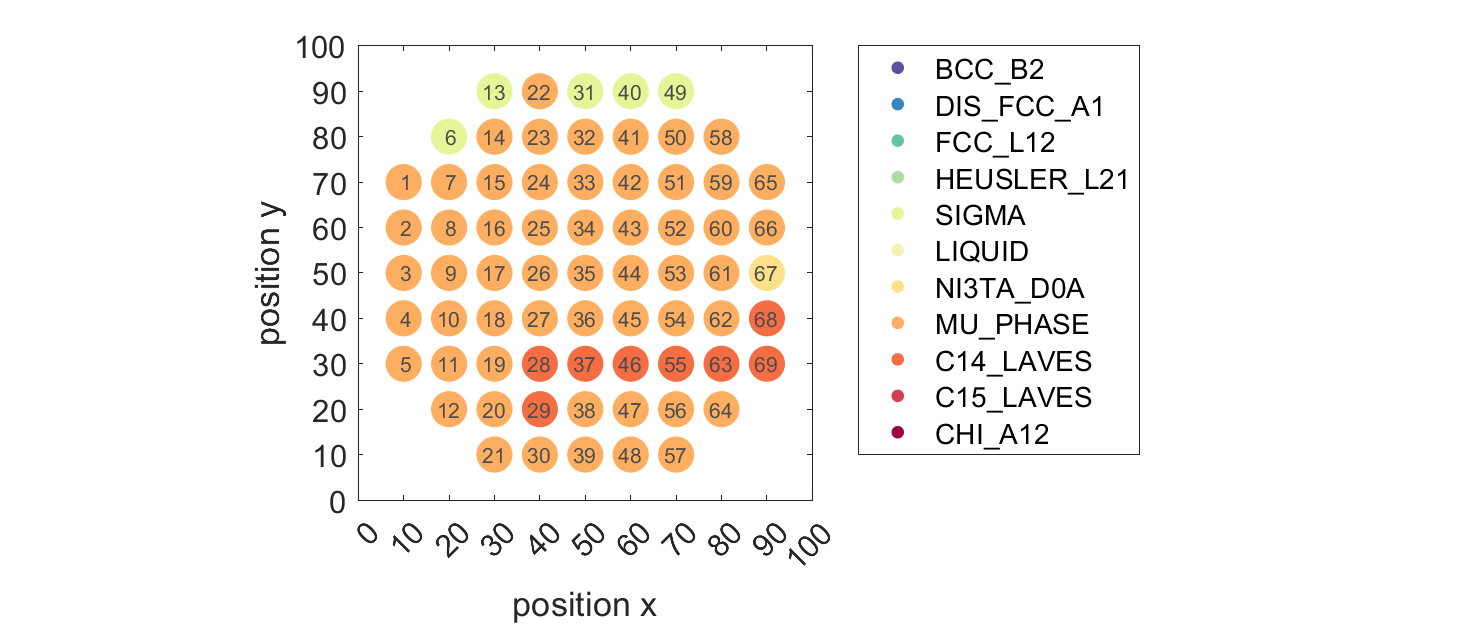 100
90
80
70
60
50
40
30
20
10
0
position y
13 22 31 40 49
6 14 23 32 41 50 58
1 7 15 24 33 42 51 59 65
2 8 16 25 34 43 52 60 66
3 9 17 26 35 44 53 61 67
4 10 18 27 36 45 54 62 68
5 11 19 28 37 46 55 63 69
12 20 29 38 47 56 64
21 30 39 48 57
0 10 20 30 40 50 60 70 80 90 100
position x
BCC_B2
DIS_FCC_A1
FCC_L12
HEUSLER_L21
SIGMA
LIQUID
NI3TA_D0A
MU_PHASE
C14_LAVES
C15_LAVES
CHI_A12